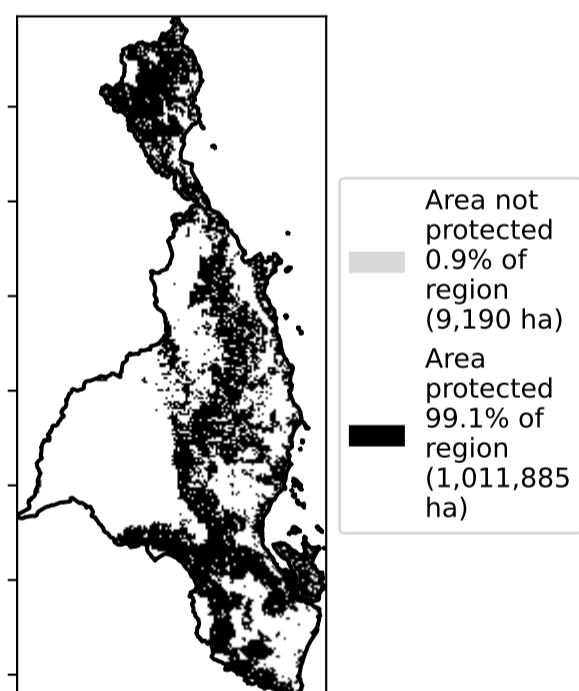 Area not
protected
0.9% of
region
(9,190 ha)
Area
protected
99.1% of
region
(1,011,885
ha)